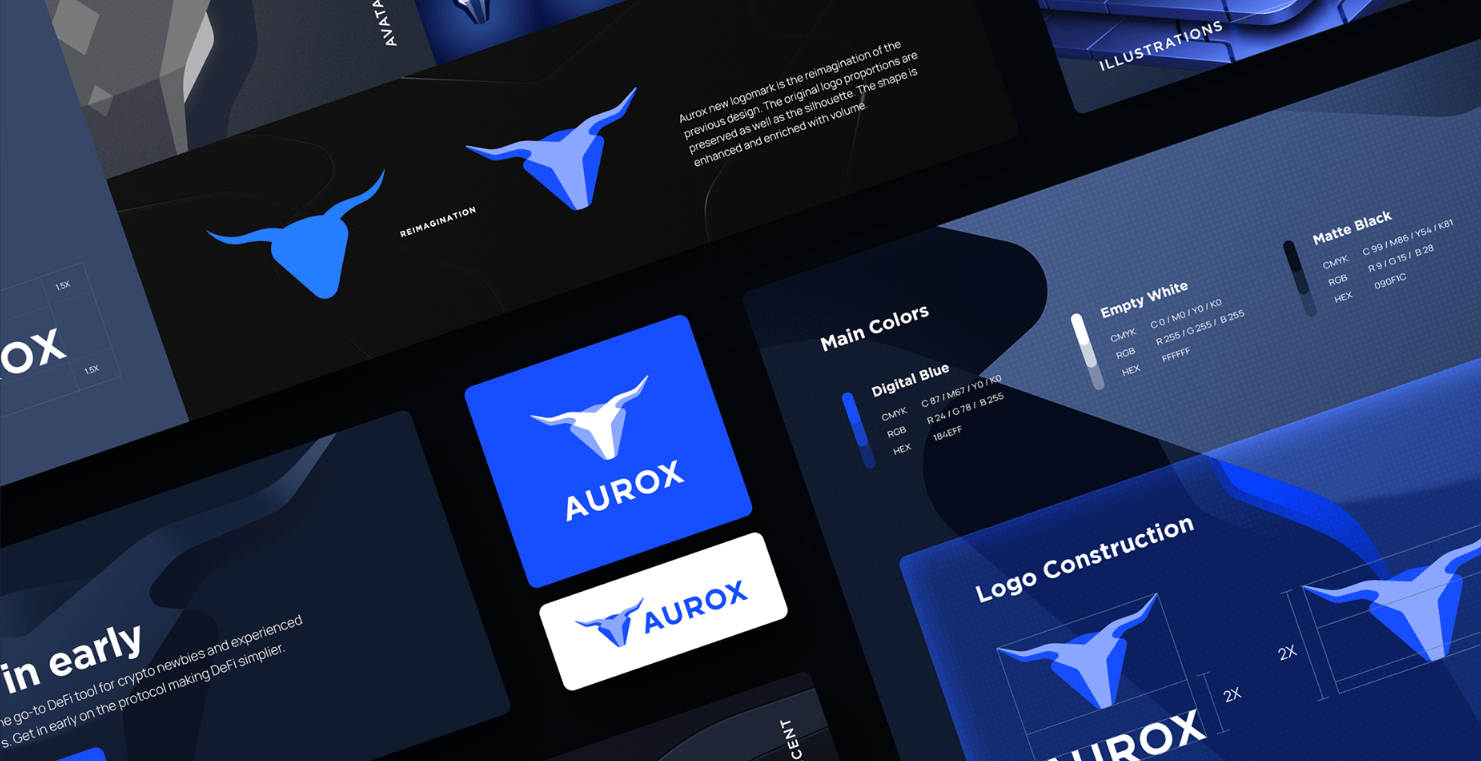 AVATA
ILLUSTRATIONS
Aurox new logomark is the reimagination of the
previous design. The original logo proportions are
preserved as well as the silhouette. The shape is
enhanced and enriched with volume.
REIMAGINATION
1.5X
OX
1.5X
Main Colors
Digital Blue
CMYK C 87 / M67 / Y0 / K0
RGB R 24 / G 78 / B 255
HEX 184EFF
Empty White
CMYK C 0 / M0 / Y0 / K0
RGB R 255 / G 255 / B 255
HEX FFFFFF
Matte Black
CMYK C 99 / M86 / Y54 / K81
RGB R 9 / G 15 / B 28
HEX 090F1C
AUROX
AUROX
in early
he go-to DeFi tool for crypto newbies and experienced
s. Get in early on the protocol making DeFi simplier.
Logo Construction
2X
2X
AUROX
CENT